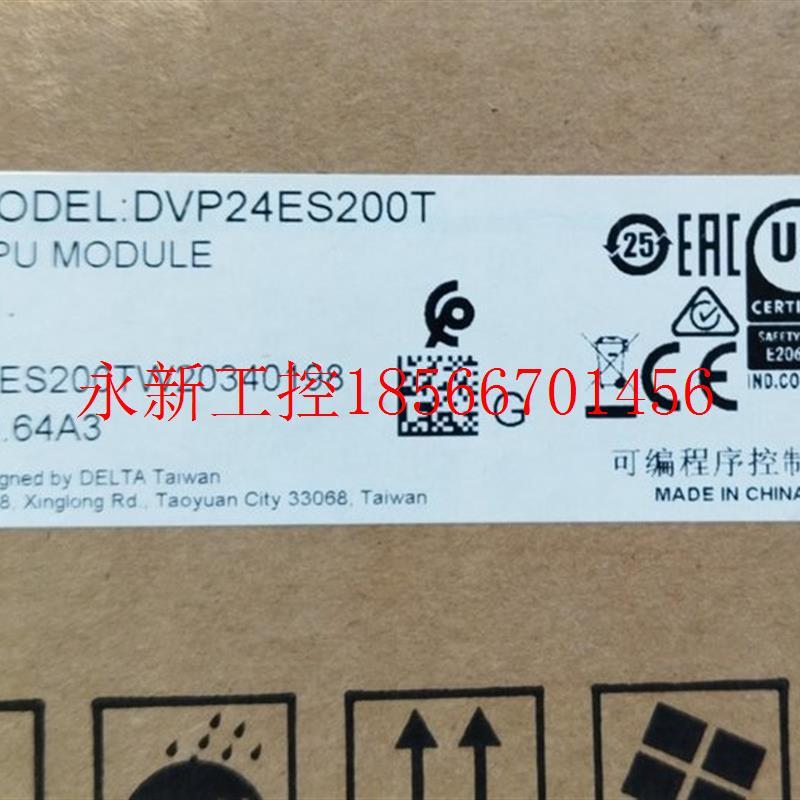 ODEL:DVP24ES200T
PU MODULE
25
EAC
U
CERTI
SAFETY
E206
IND.CO
永新工控18566701456
.64A3
G
CE
可编程序控制
gned by DELTA Taiwan
8, Xinglong Rd., Taoyuan City 33068, Taiwan
MADE IN CHINA